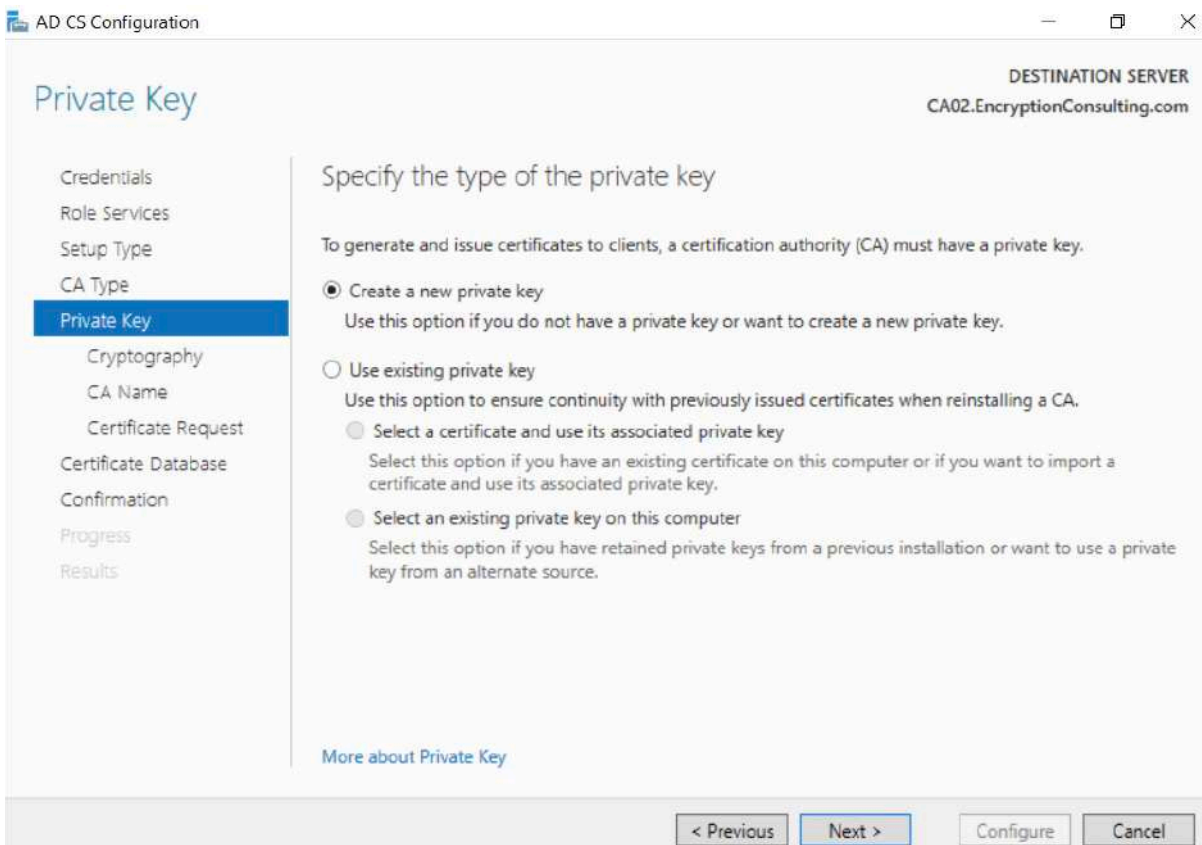 AD CS Configuration
DESTINATION SERVER
CA02.EncryptionConsulting.com
Private Key
Credentials
Role Services
Setup Type
CA Type
Private Key
Cryptography
CA Name
Certificate Request
Certificate Database
Confirmation
Progress
Results
Specify the type of the private key
To generate and issue certificates to clients, a certification authority (CA) must have a private key.
Create a new private key
Use this option if you do not have a private key or want to create a new private key.
Use existing private key
Use this option to ensure continuity with previously issued certificates when reinstalling a CA.
Select a certificate and use its associated private key
Select this option if you have an existing certificate on this computer or if you want to import a
certificate and use its associated private key.
Select an existing private key on this computer
Select this option if you have retained private keys from a previous installation or want to use a private
key from an alternate source.
More about Private Key
< Previous
Next >
Configure
Cancel